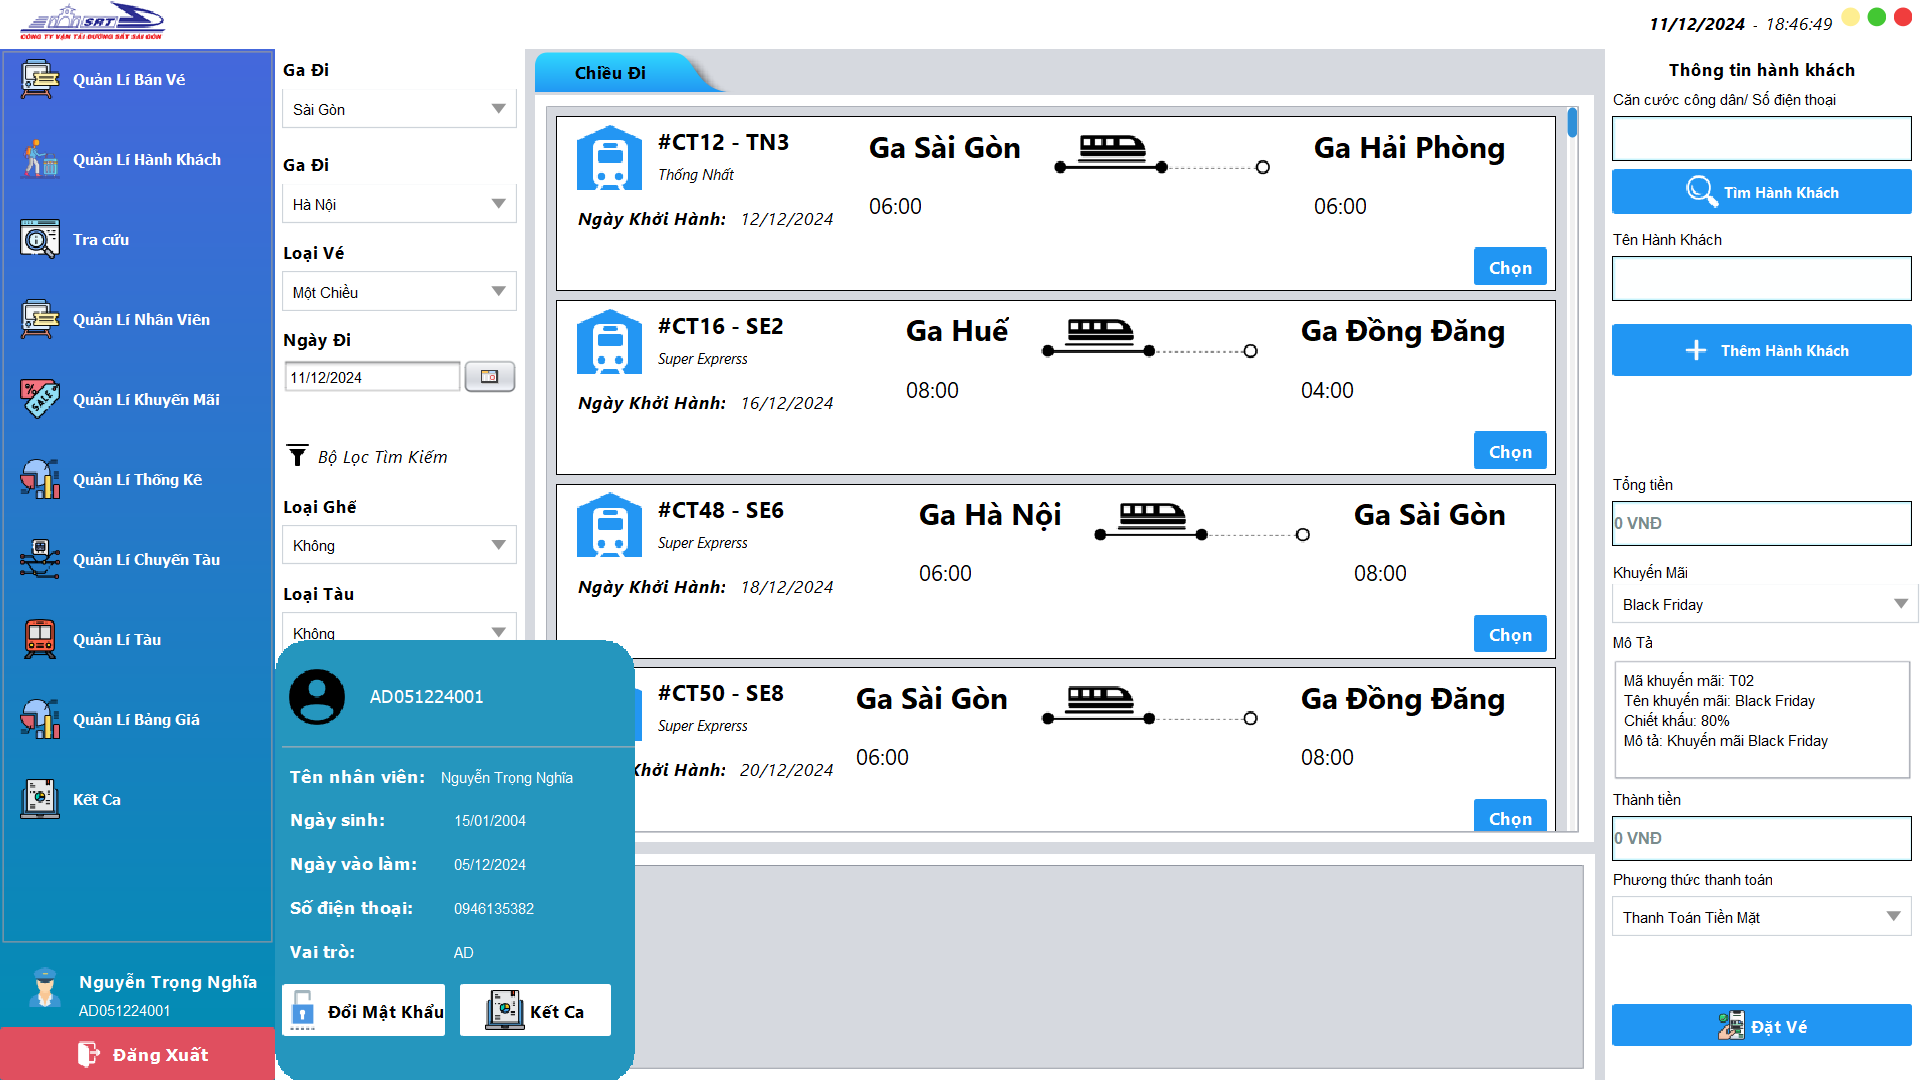 SRT
CÔNG TY VẬN TẢI ĐƯỜNG SẮT SÀI GÒN
11/12/2024 - 18:46:49
Quản Lí Bán Vé
Quản Lí Hành Khách
Tra cứu
Quản Lí Nhân Viên
Quản Lí Khuyến Mãi
Quản Lí Thống Kê
Quản Lí Chuyến Tàu
Quản Lí Tàu
Quản Lí Bảng Giá
Kết Ca
Nguyễn Trọng Nghĩa
AD051224001
Đăng Xuất
Ga Đi
Sài Gòn
Ga Đi
Hà Nội
Loại Vé
Một Chiều
Ngày Đi
11/12/2024
Bộ Lọc Tìm Kiếm
Loại Ghế
Không
Loại Tàu
Không
AD051224001
Tên nhân viên: Nguyễn Trọng Nghĩa
Ngày sinh: 15/01/2004
Ngày vào làm: 05/12/2024
Số điện thoại: 0946135382
Vai trò: AD
Đổi Mật Khẩu
Kết Ca
Chiều Đi
#CT12 - TN3
Thống Nhất
Ngày Khởi Hành: 12/12/2024
Ga Sài Gòn
06:00
Ga Hải Phòng
06:00
Chọn
#CT16 - SE2
Super Exprerss
Ngày Khởi Hành: 16/12/2024
Ga Huế
08:00
Ga Đồng Đăng
04:00
Chọn
#CT48 - SE6
Super Exprerss
Ngày Khởi Hành: 18/12/2024
Ga Hà Nội
06:00
Ga Sài Gòn
08:00
Chọn
#CT50 - SE8
Super Exprerss
Khởi Hành: 20/12/2024
Ga Sài Gòn
06:00
Ga Đồng Đăng
08:00
Chọn
Thông tin hành khách
Căn cước công dân/ Số điện thoại
Tìm Hành Khách
Tên Hành Khách
Thêm Hành Khách
Tổng tiền
0 VNĐ
Khuyến Mãi
Black Friday
Mô Tả
Mã khuyến mãi: T02
Tên khuyến mãi: Black Friday
Chiết khấu: 80%
Mô tả: Khuyến mãi Black Friday
Thành tiền
0 VNĐ
Phương thức thanh toán
Thanh Toán Tiền Mặt
Đặt Vé